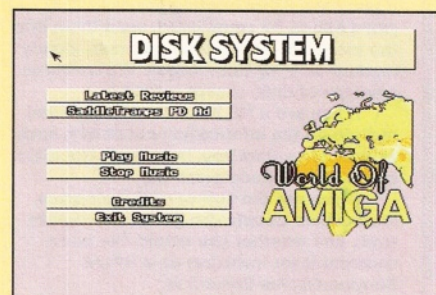 DISK SYSTEM
Latest Reviews
SaddleTramps PD Ad
Play Music
Stop Music
Credits
Exit System
World Of
AMIGA